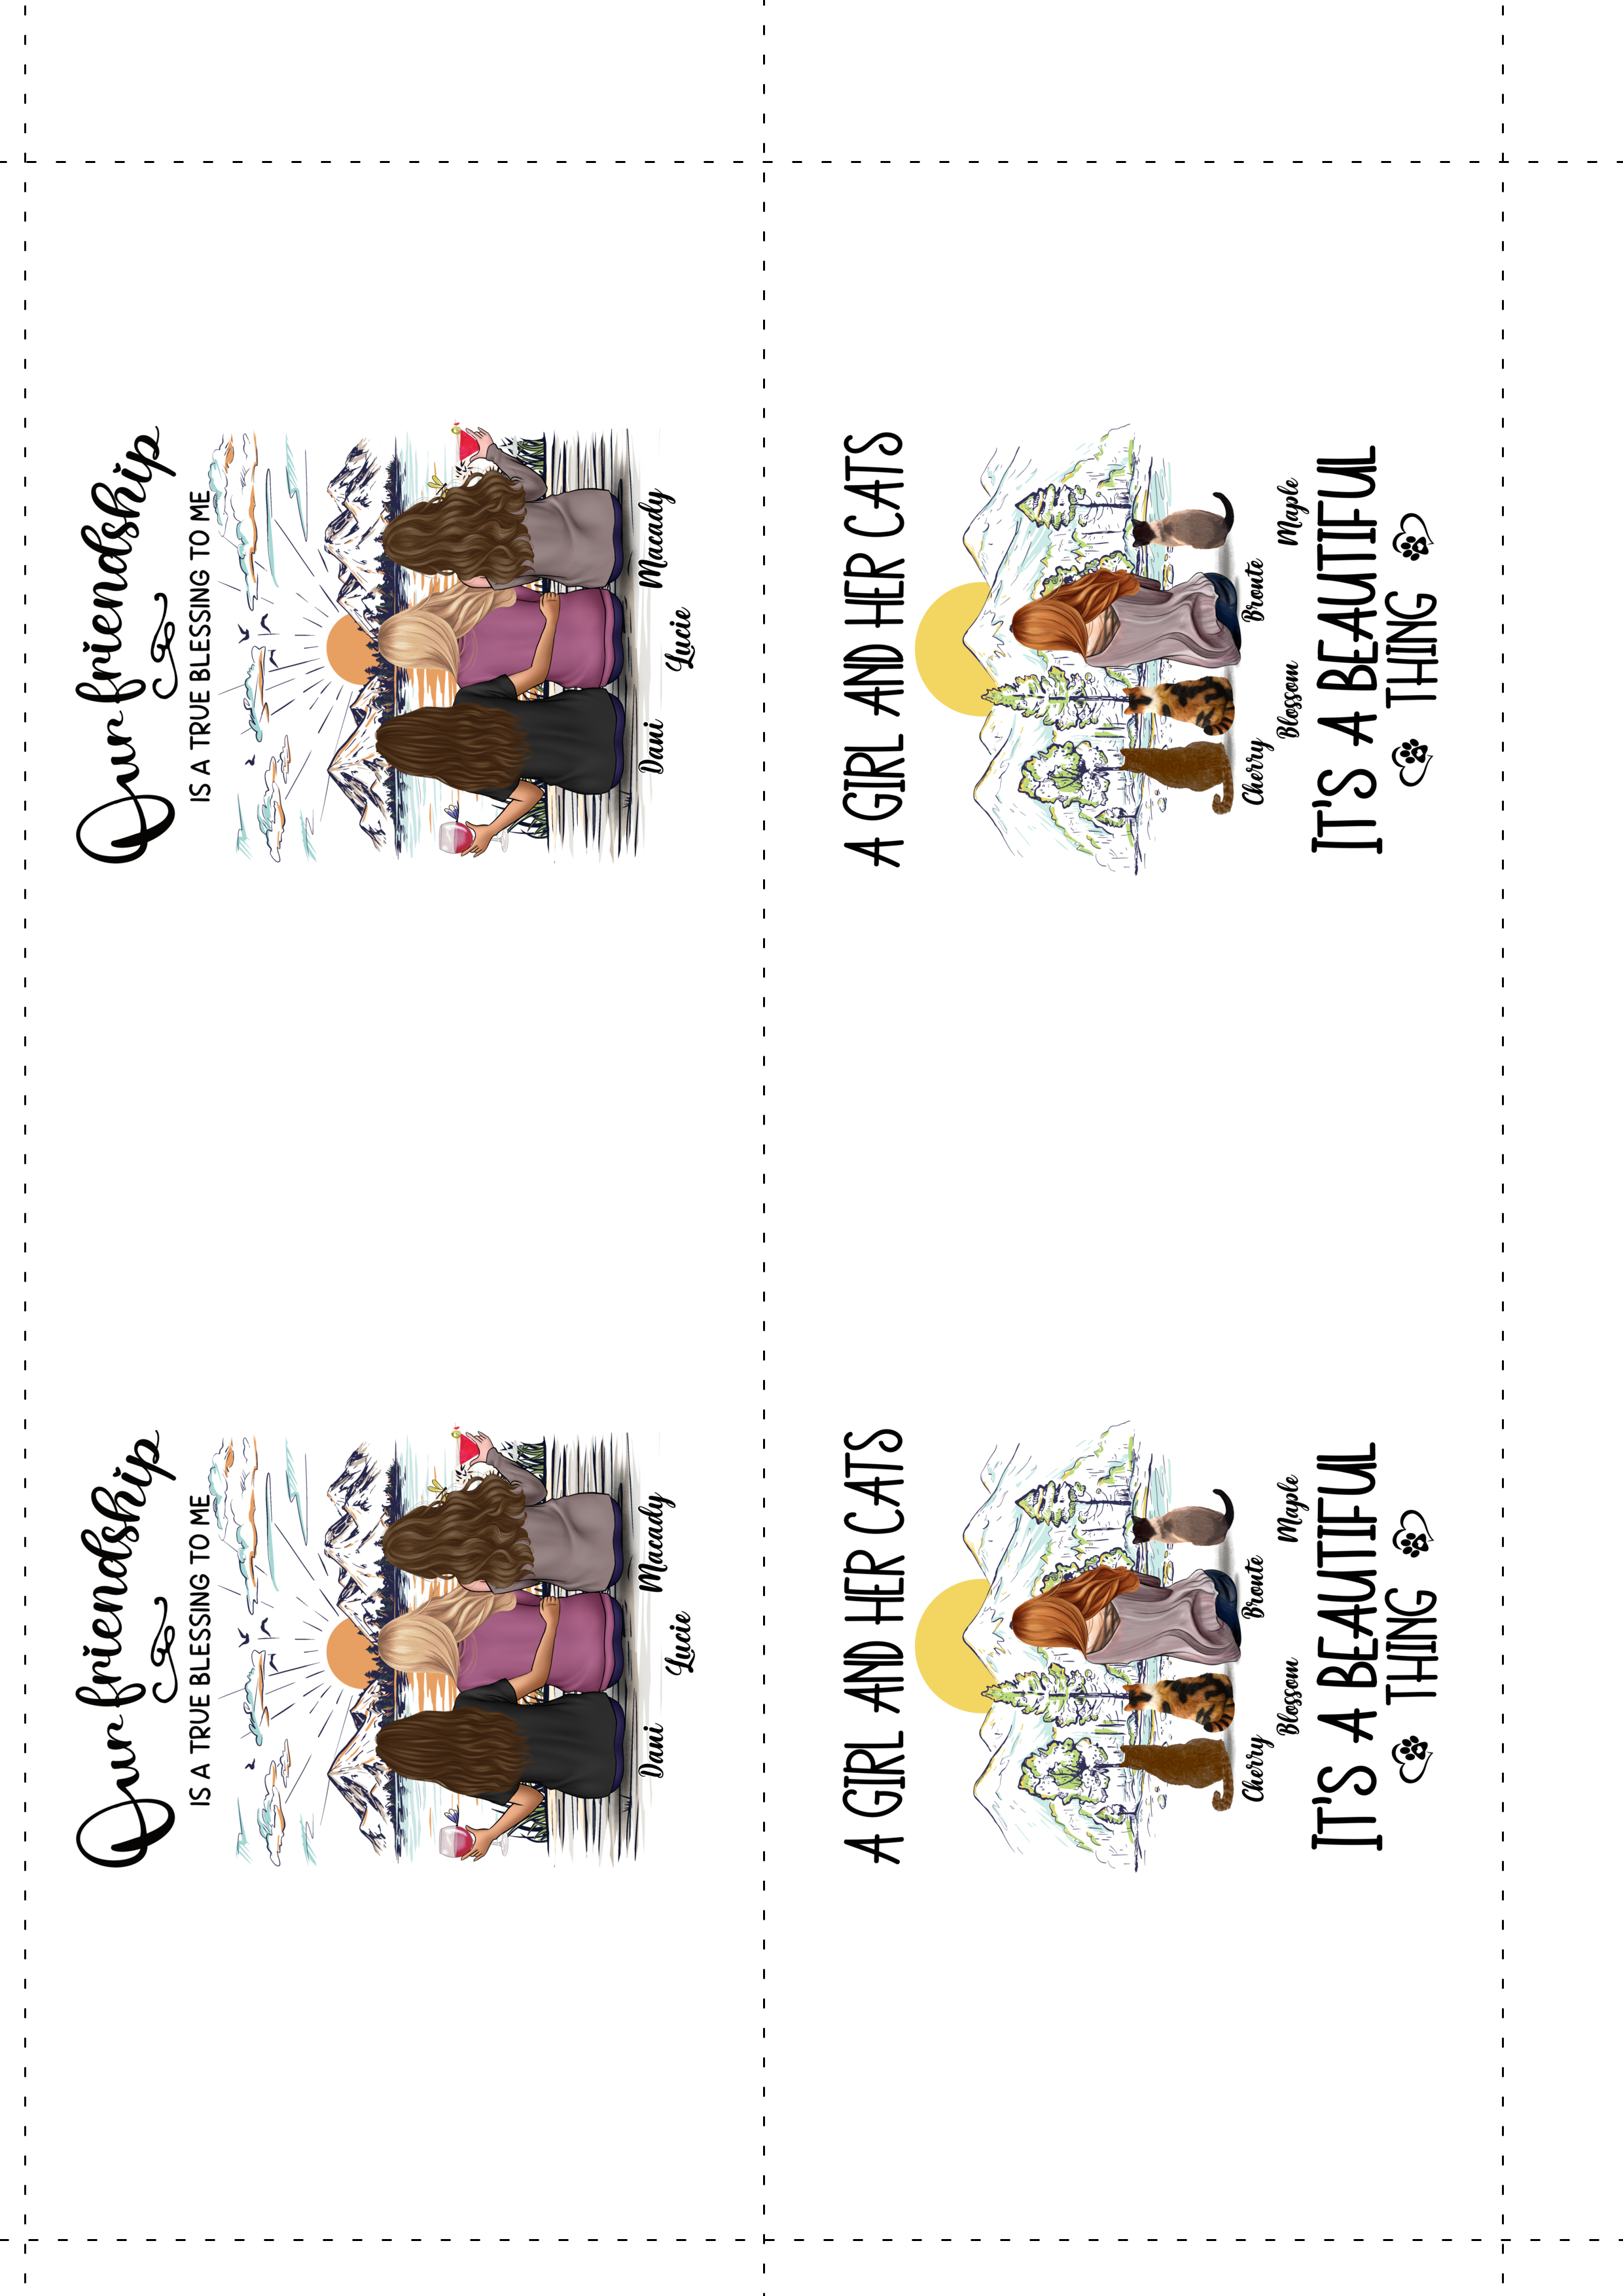 Our friendship
IS A TRUE BLESSING TO ME
Dani
Macady
Lucie
Our friendship
IS A TRUE BLESSING TO ME
Dani
Macady
Lucie
A GIRL AND HER CATS
Cherry
Bronte
Blossom
Maple
IT'S A BEAUTIFUL
THING
A GIRL AND HER CATS
Cherry
Bronte
Blossom
Maple
IT'S A BEAUTIFUL
THING